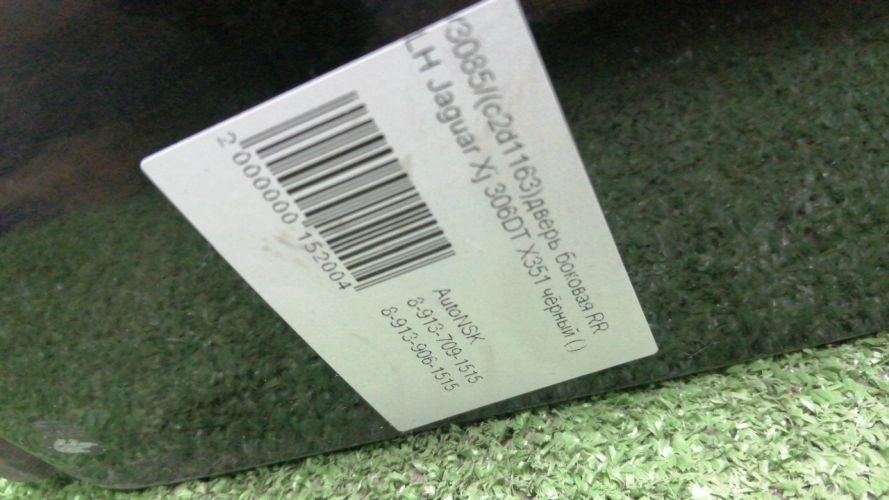 /3085/(c2d1163)дверь боковая RR
LH Jaguar Xj 306DT X351 чёрный ()
2 000000 152004
AutoNSK
8-913-709-1515
8-913-906-1515